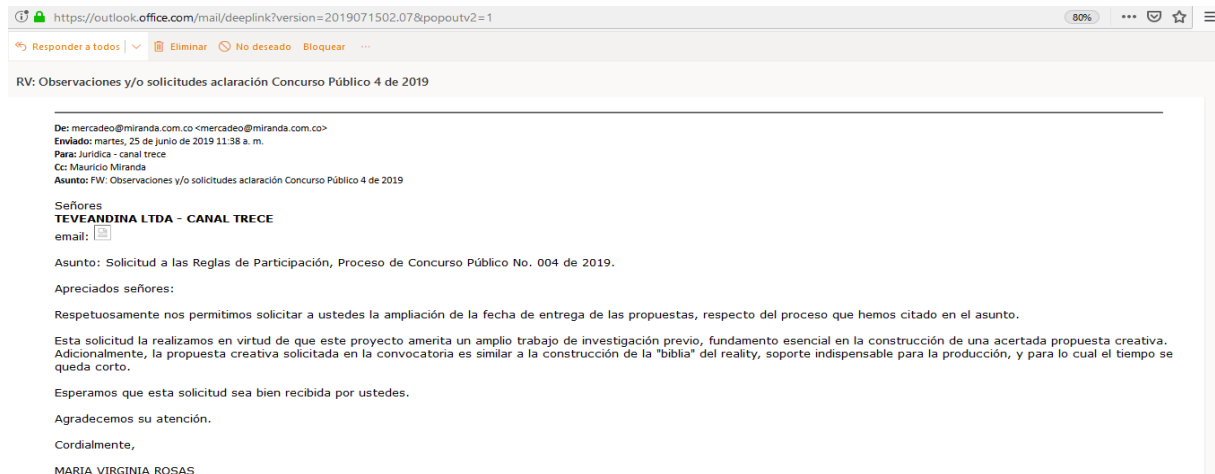 https://outlook.office.com/mail/deeplink?version=2019071502.07&popoutv2=1
80%
Responder a todos Eliminar No deseado Bloquear ...
RV: Observaciones y/o solicitudes aclaración Concurso Público 4 de 2019
De: mercadeo@miranda.com.co <mercadeo@miranda.com.co>
Enviado: martes, 25 de junio de 2019 11:38 a. m.
Para: Juridica - canal trece
Cc: Mauricio Miranda
Asunto: FW: Observaciones y/o solicitudes aclaración Concurso Público 4 de 2019
Señores
TEVEANDINA LTDA - CANAL TRECE
email:
Asunto: Solicitud a las Reglas de Participación, Proceso de Concurso Público No. 004 de 2019.
Apreciados señores:
Respetuosamente nos permitimos solicitar a ustedes la ampliación de la fecha de entrega de las propuestas, respecto del proceso que hemos citado en el asunto.
Esta solicitud la realizamos en virtud de que este proyecto amerita un amplio trabajo de investigación previo, fundamento esencial en la construcción de una acertada propuesta creativa.
Adicionalmente, la propuesta creativa solicitada en la convocatoria es similar a la construcción de la "biblia" del reality, soporte indispensable para la producción, y para lo cual el tiempo se
queda corto.
Esperamos que esta solicitud sea bien recibida por ustedes.
Agradecemos su atención.
Cordialmente,
MARIA VIRGINIA ROSAS